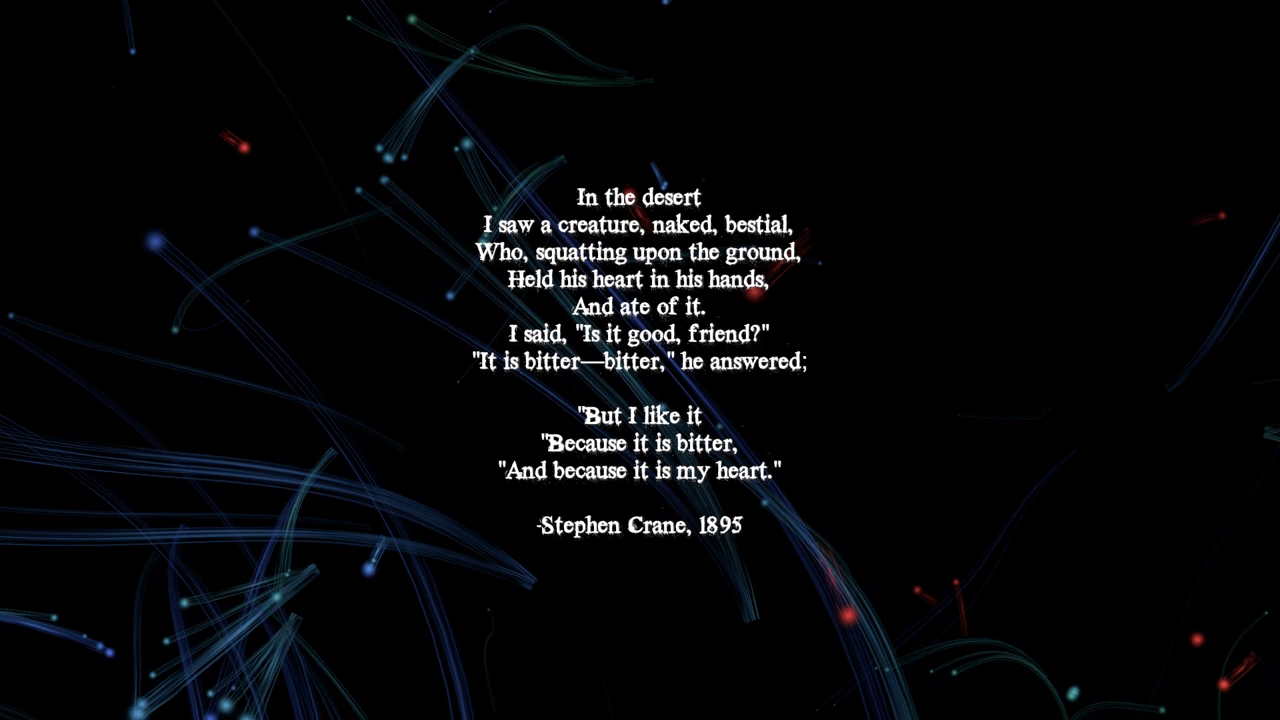 In the desert
I saw a creature, naked, bestial,
Who, squatting upon the ground,
Held his heart in his hands,
And ate of it.
I said, "Is it good, friend?"
"It is bitter—bitter," he answered;
"But I like it
"Because it is bitter,
"And because it is my heart."
-Stephen Crane, 1895